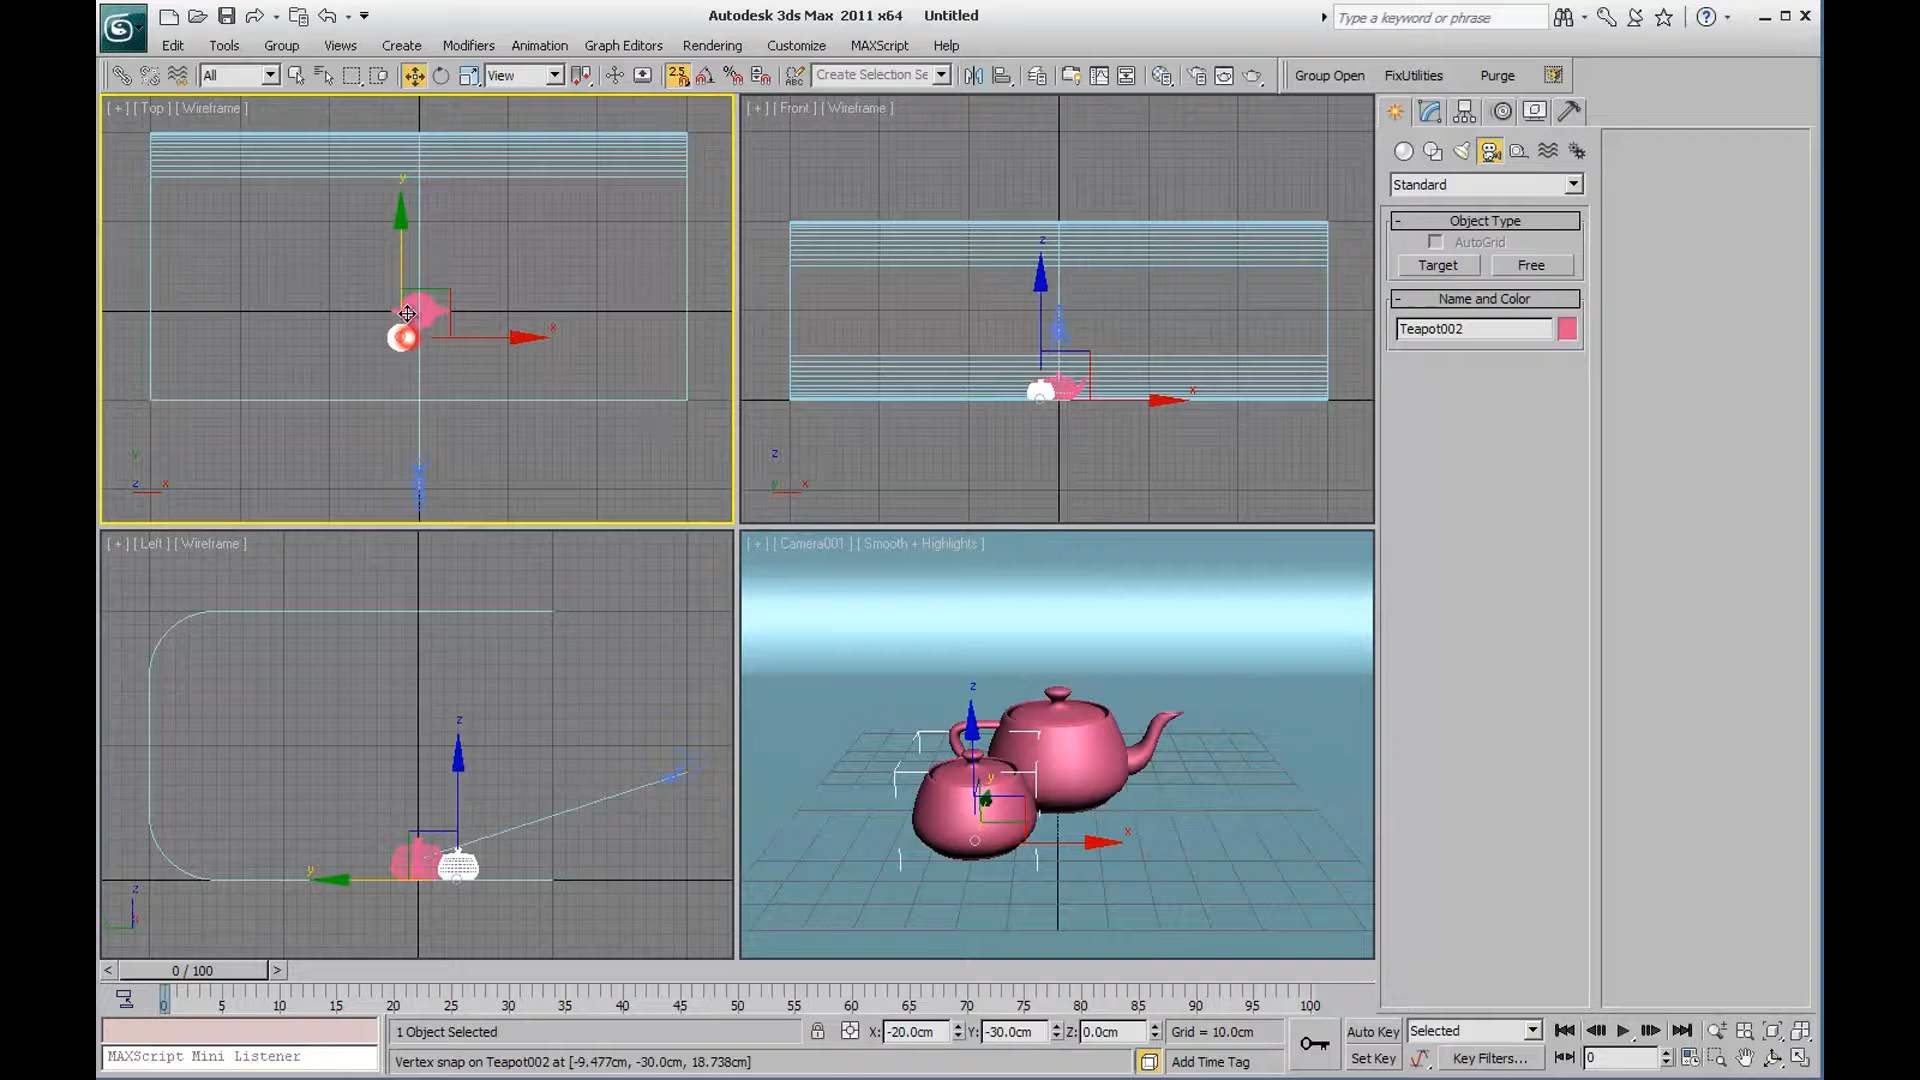 Autodesk 3ds Max 2011 x64 Untitled
Type a keyword or phrase
Edit Tools Group Views Create Modifiers Animation Graph Editors Rendering Customize MAXScript Help
All View 2.5 ABC Create Selection Se Group Open FixUtilities Purge
[ + ] [ Top ] [ Wireframe ]
[ + ] [ Front ] [ Wireframe ]
Standard
- Object Type
AutoGrid
Target Free
- Name and Color
Teapot002
y
x
z
x
y
z x
z
y x
[ + ] [ Left ] [ Wireframe ]
[ + ] [ Camera001 ] [ Smooth + Highlights ]
z
y
z
z
y
x
< 0 / 100 >
0 5 10 15 20 25 30 35 40 45 50 55 60 65 70 75 80 85 90 95 100
1 Object Selected X: -20.0cm Y: -30.0cm Z: 0.0cm Grid = 10.0cm Auto Key Selected
MAXScript Mini Listener Vertex snap on Teapot002 at [-9.477cm, -30.0cm, 18.738cm] Add Time Tag Set Key Key Filters... 0